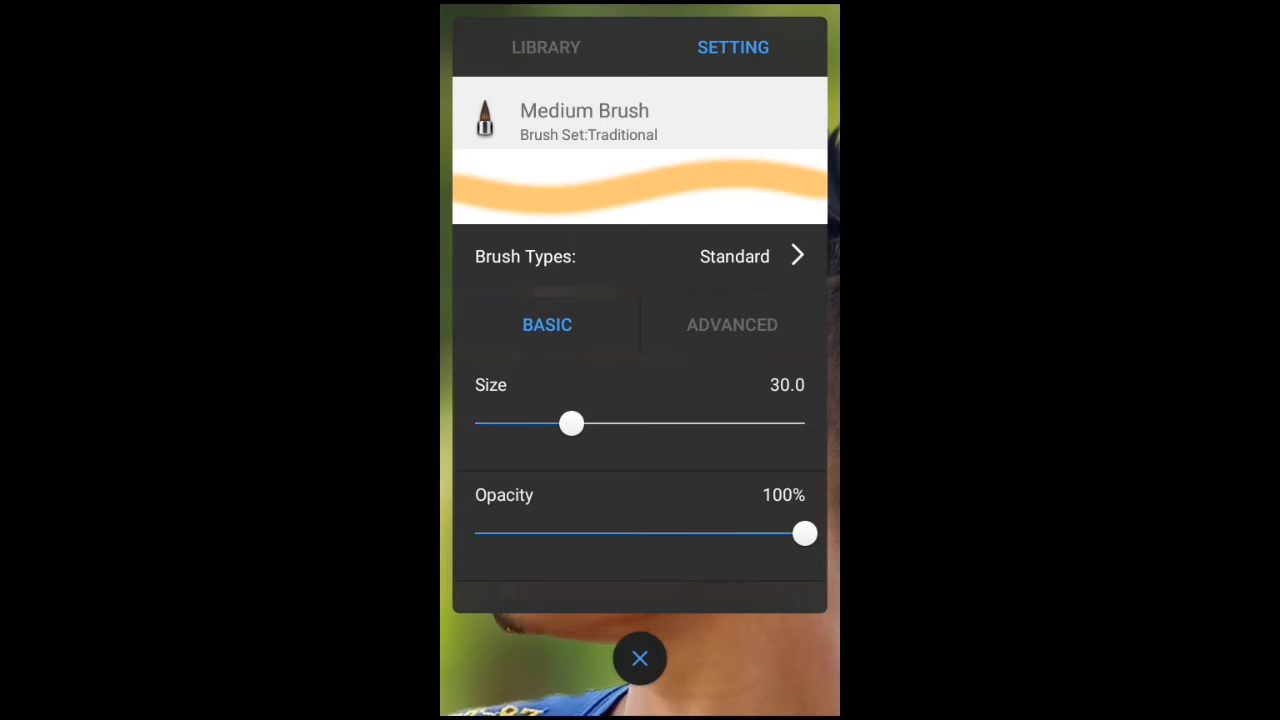 LIBRARY SETTING
Medium Brush
Brush Set:Traditional
Brush Types: Standard
BASIC ADVANCED
Size 30.0
Opacity 100%